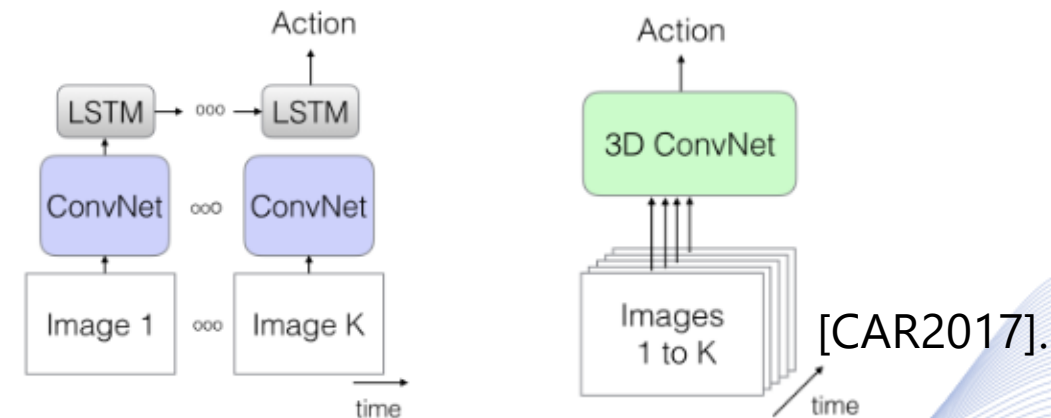 Action
LSTM ooo LSTM
ConvNet ooo ConvNet
Image 1 ooo Image K
time
Action
3D ConvNet
Images
1 to K
time
[CAR2017].